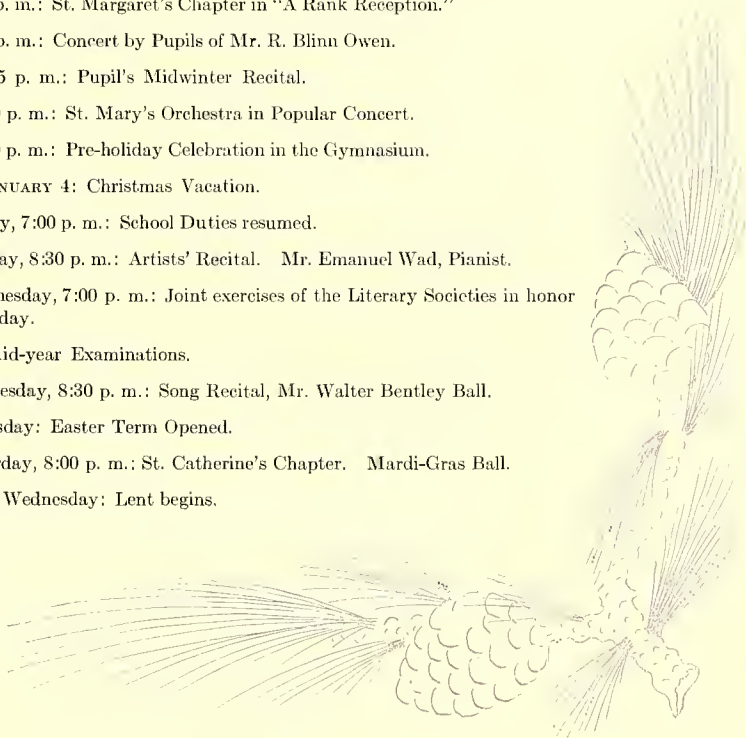 p. m.: St. Margaret's Chapter in "A Rank Reception."
p. m.: Concert by Pupils of Mr. R. Blinn Owen.
5 p. m.: Pupil's Midwinter Recital.
p. m.: St. Mary's Orchestra in Popular Concert.
p. m.: Pre-holiday Celebration in the Gymnasium.
NUARY 4: Christmas Vacation.
y, 7:00 p. m.: School Duties resumed.
ay, 8:30 p. m.: Artists' Recital. Mr. Emanuel Wad, Pianist.
nesday, 7:00 p. m.: Joint exercises of the Literary Societies in honor
day.
id-year Examinations.
esday, 8:30 p. m.: Song Recital, Mr. Walter Bentley Ball.
sday: Easter Term Opened.
rday, 8:00 p. m.: St. Catherine's Chapter. Mardi-Gras Ball.
Wednesday: Lent begins.